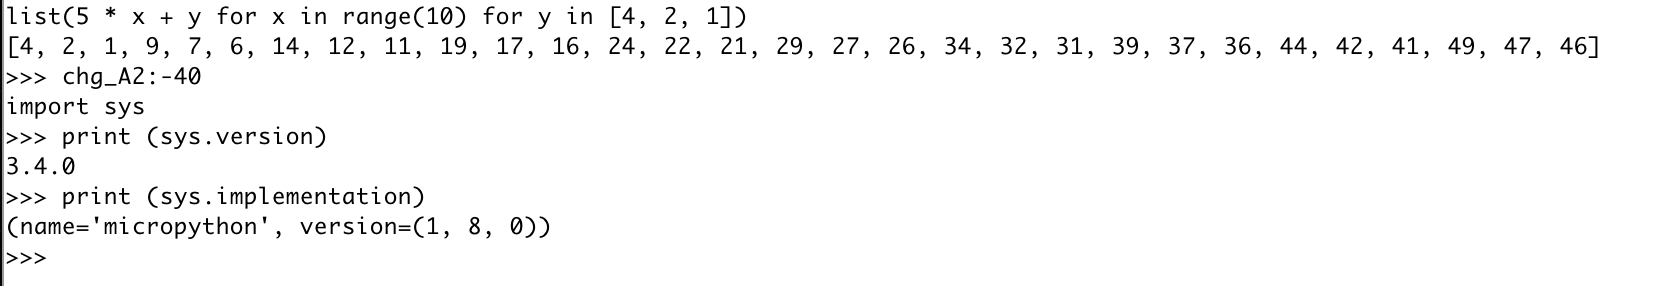 list(5 * x + y for x in range(10) for y in [4, 2, 1])
[4, 2, 1, 9, 7, 6, 14, 12, 11, 19, 17, 16, 24, 22, 21, 29, 27, 26, 34, 32, 31, 39, 37, 36, 44, 42, 41, 49, 47, 46]
>>> chg_A2:-40
import sys
>>> print (sys.version)
3.4.0
>>> print (sys.implementation)
(name='micropython', version=(1, 8, 0))
>>>